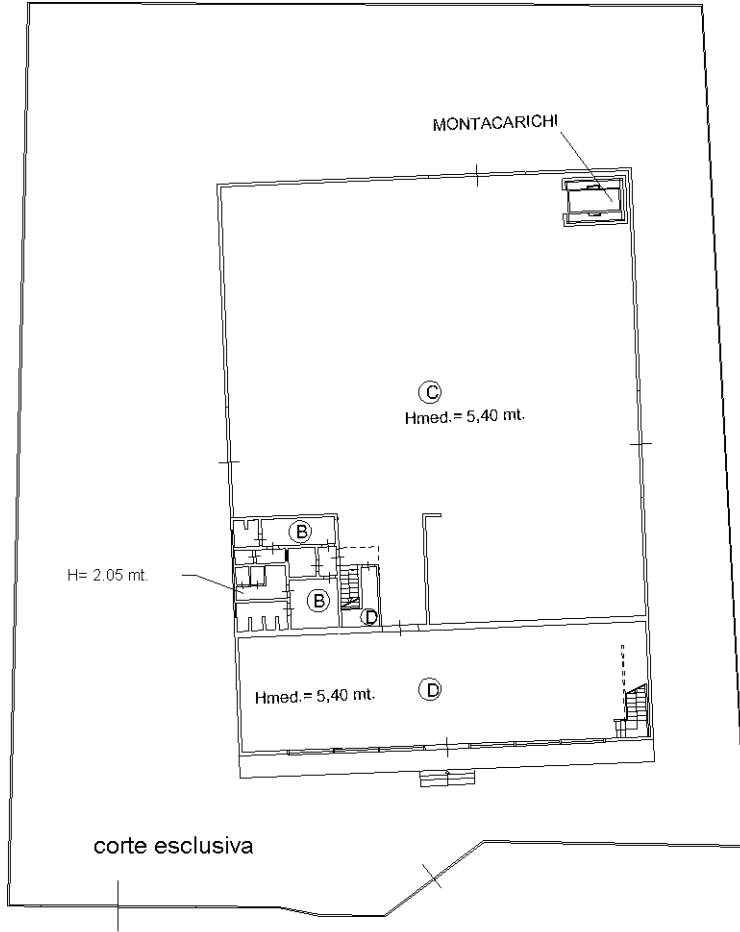 MONTACARICHI
C
Hmed.= 5,40 mt.
B
H= 2.05 mt.
B
D
Hmed.= 5,40 mt.
D
corte esclusiva